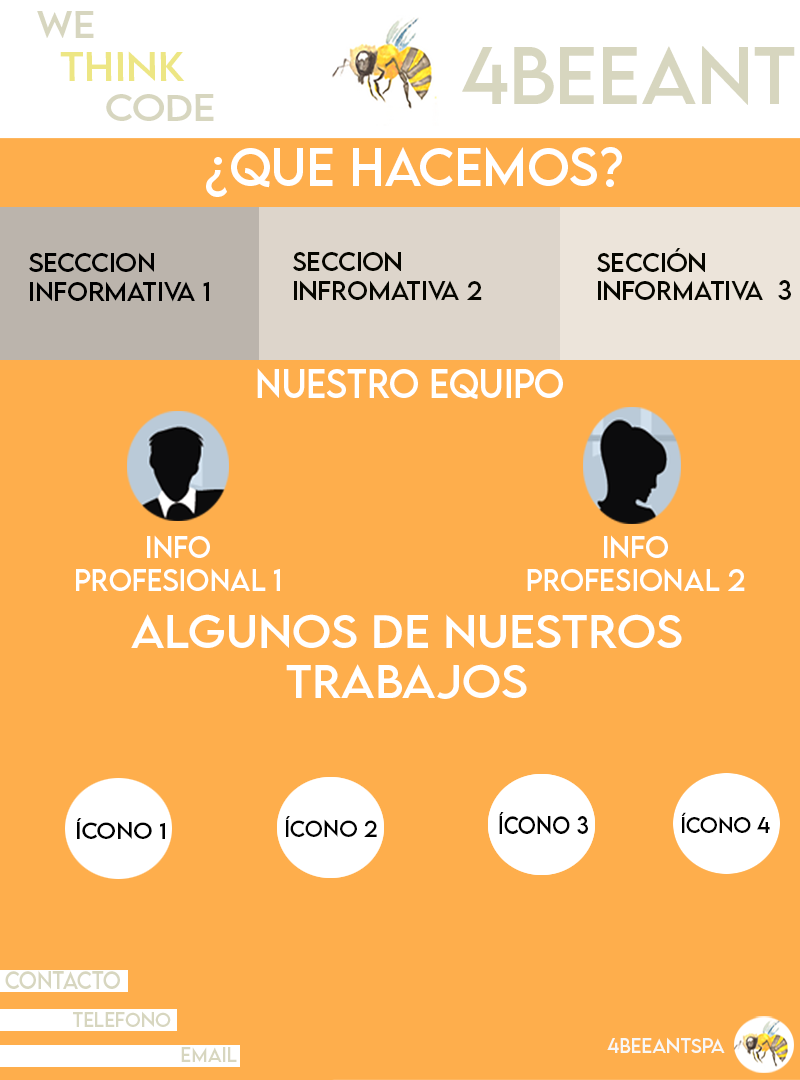 WE
THINK
CODE
4BEEANT
¿QUE HACEMOS?
SECCCION
INFORMATIVA 1
SECCION
INFROMATIVA 2
SECCIÓN
INFORMATIVA 3
NUESTRO EQUIPO
INFO
PROFESIONAL 1
INFO
PROFESIONAL 2
ALGUNOS DE NUESTROS
TRABAJOS
ÍCONO 1
ÍCONO 2
ÍCONO 3
ÍCONO 4
CONTACTO
TELEFONO
EMAIL
4BEEANTSPA